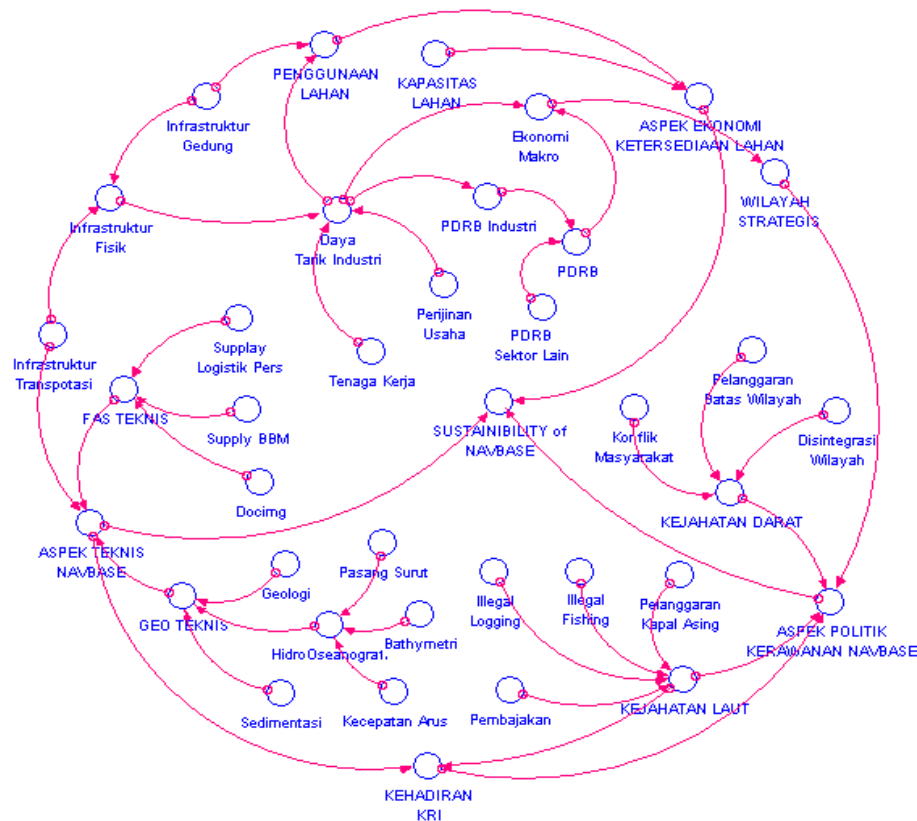 PENGGUNAAN
LAHAN
KAPASITAS
LAHAN
ASPEK EKONOMI
KETERSEDIAAN LAHAN
Infrastruktur
Gedung
Ekonomi
Makro
WILAYAH
STRATEGIS
Infrastruktur
Fisik
Daya
Tarik Industri
PDRB Industri
PDRB
Perijinan
Usaha
PDRB
Sektor Lain
Infrastruktur
Transpotasi
Supplay
Logistik Pers
Tenaga Kerja
Pelanggaran
Batas Wilayah
FAS TEKNIS
Supply BBM
SUSTAINIBILITY of
NAVBASE
Konflik
Masyarakat
Disintegrasi
Wilayah
Docimg
KEJAHATAN DARAT
ASPEK TEKNIS
NAVBASE
Geologi
Pasang Surut
Illegal
Logging
Illegal
Fishing
Pelanggaran
Kapal Asing
GEO TEKNIS
HidroOseanografi.
Bathymetri
ASPEK POLITIK
KERAWANAN NAVBASE
Sedimentasi
Kecepatan Arus
Pembajakan
KEJAHATAN LAUT
KEHADIRAN
KRI